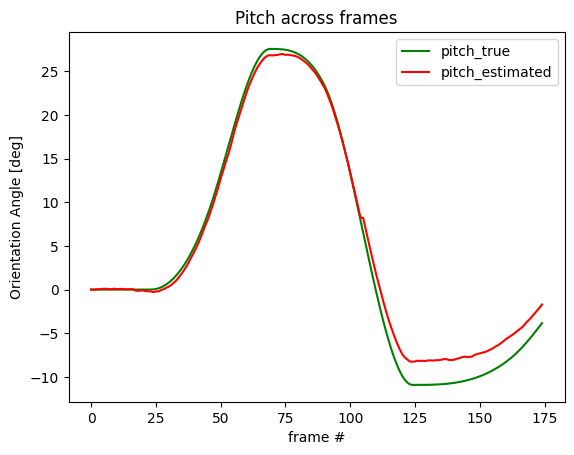 Pitch across frames
pitch_true
pitch_estimated
Orientation Angle [deg]
25
20
15
10
5
0
−5
−10
0 25 50 75 100 125 150 175
frame #